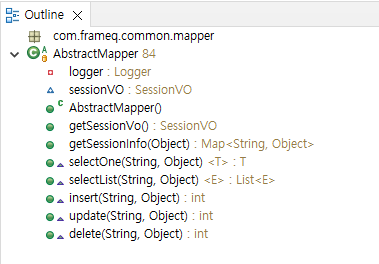 Outline
com.frameq.common.mapper
AbstractMapper 84
logger : Logger
sessionVO : SessionVO
AbstractMapper()
getSessionVo() : SessionVO
getSessionInfo(Object) : Map<String, Object>
selectOne(String, Object) <T> : T
selectList(String, Object) <E> : List<E>
insert(String, Object) : int
update(String, Object) : int
delete(String, Object) : int